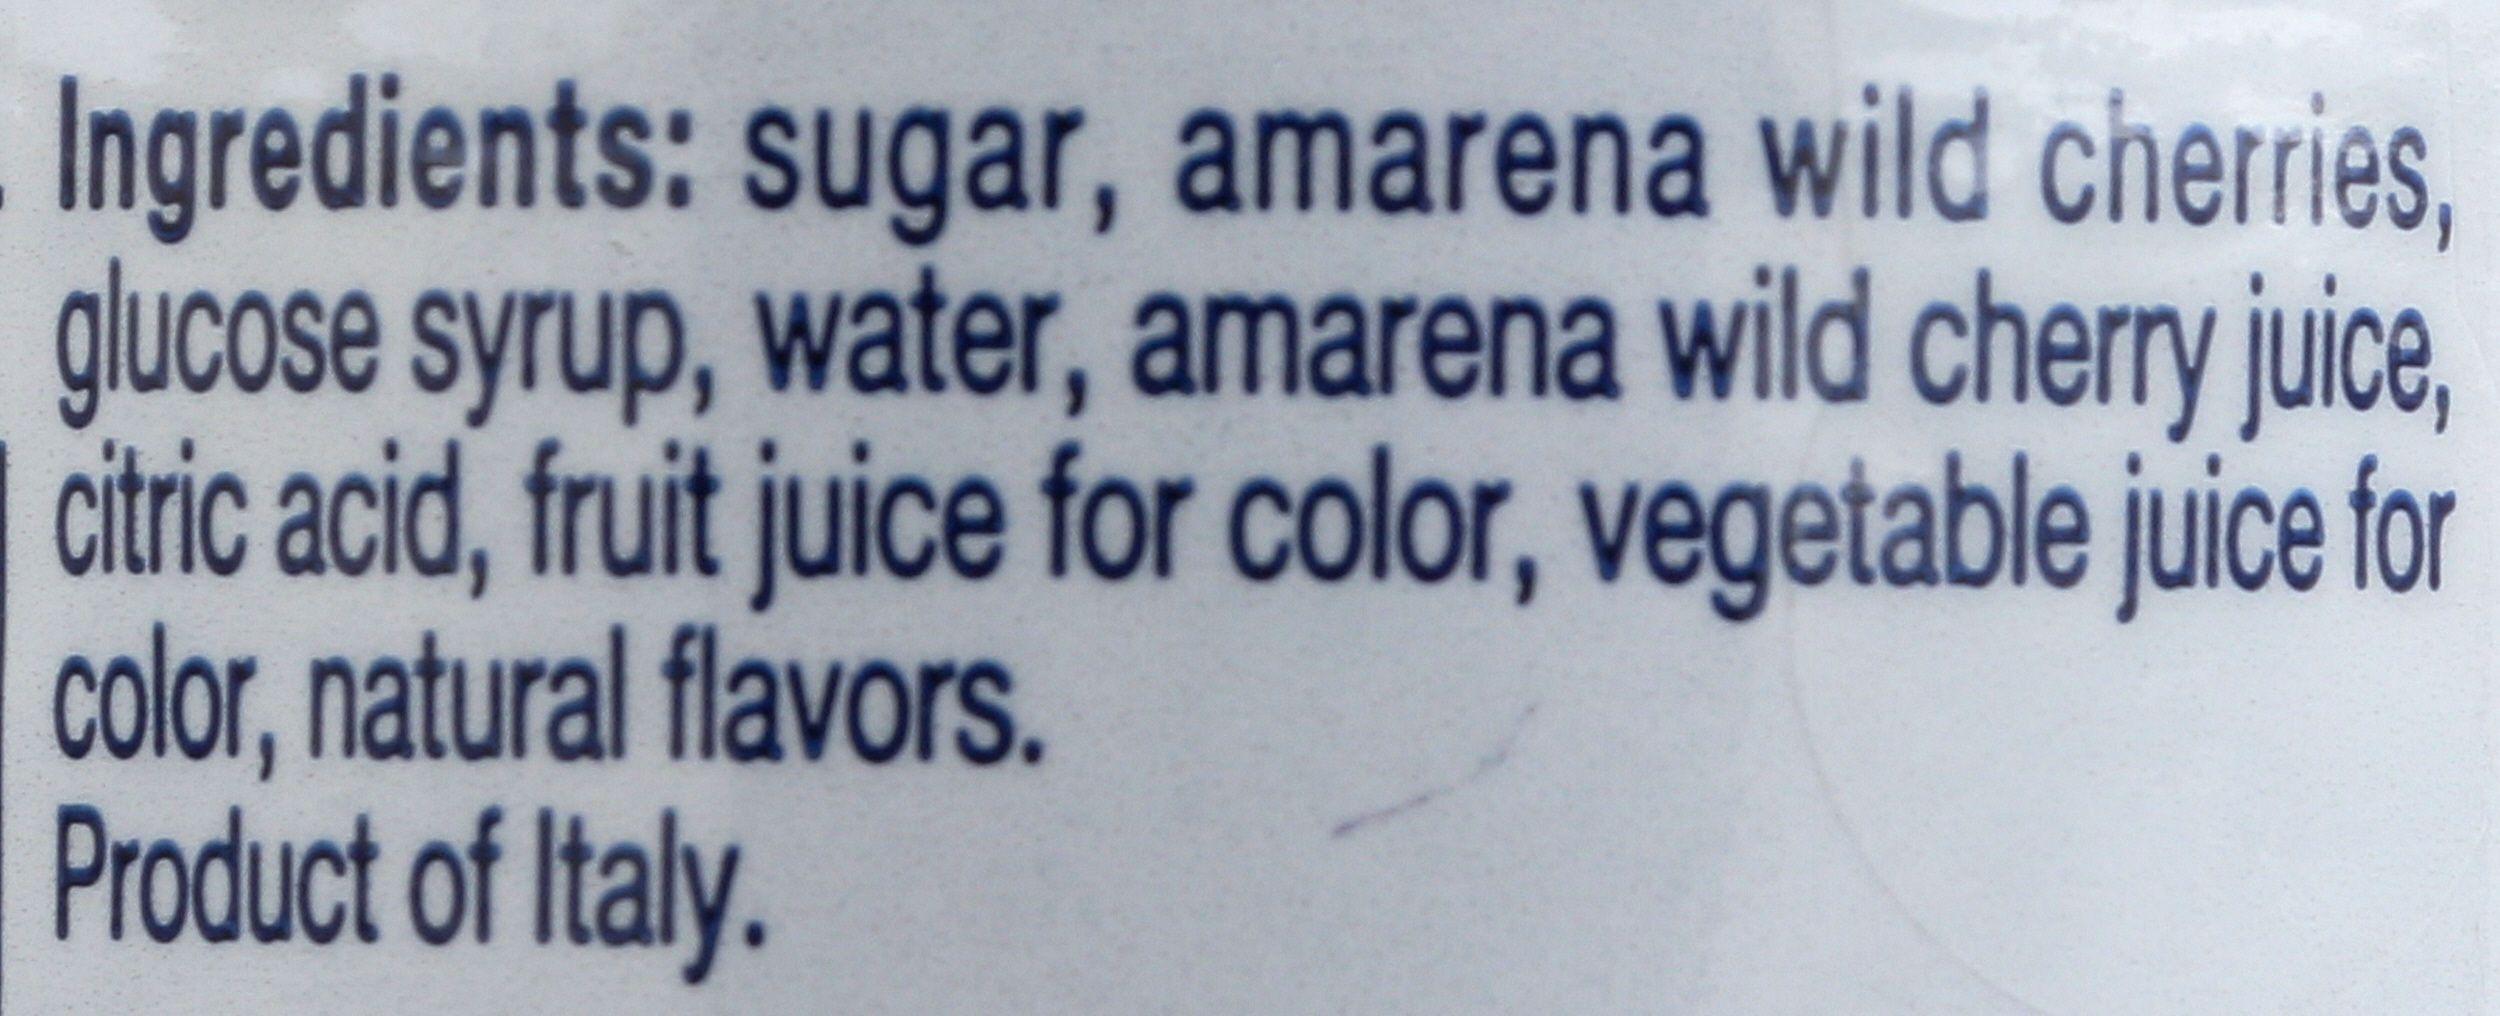 Ingredients: sugar, amarena wild cherries,
glucose syrup, water, amarena wild cherry juice,
citric acid, fruit juice for color, vegetable juice for
color, natural flavors.
Product of Italy.